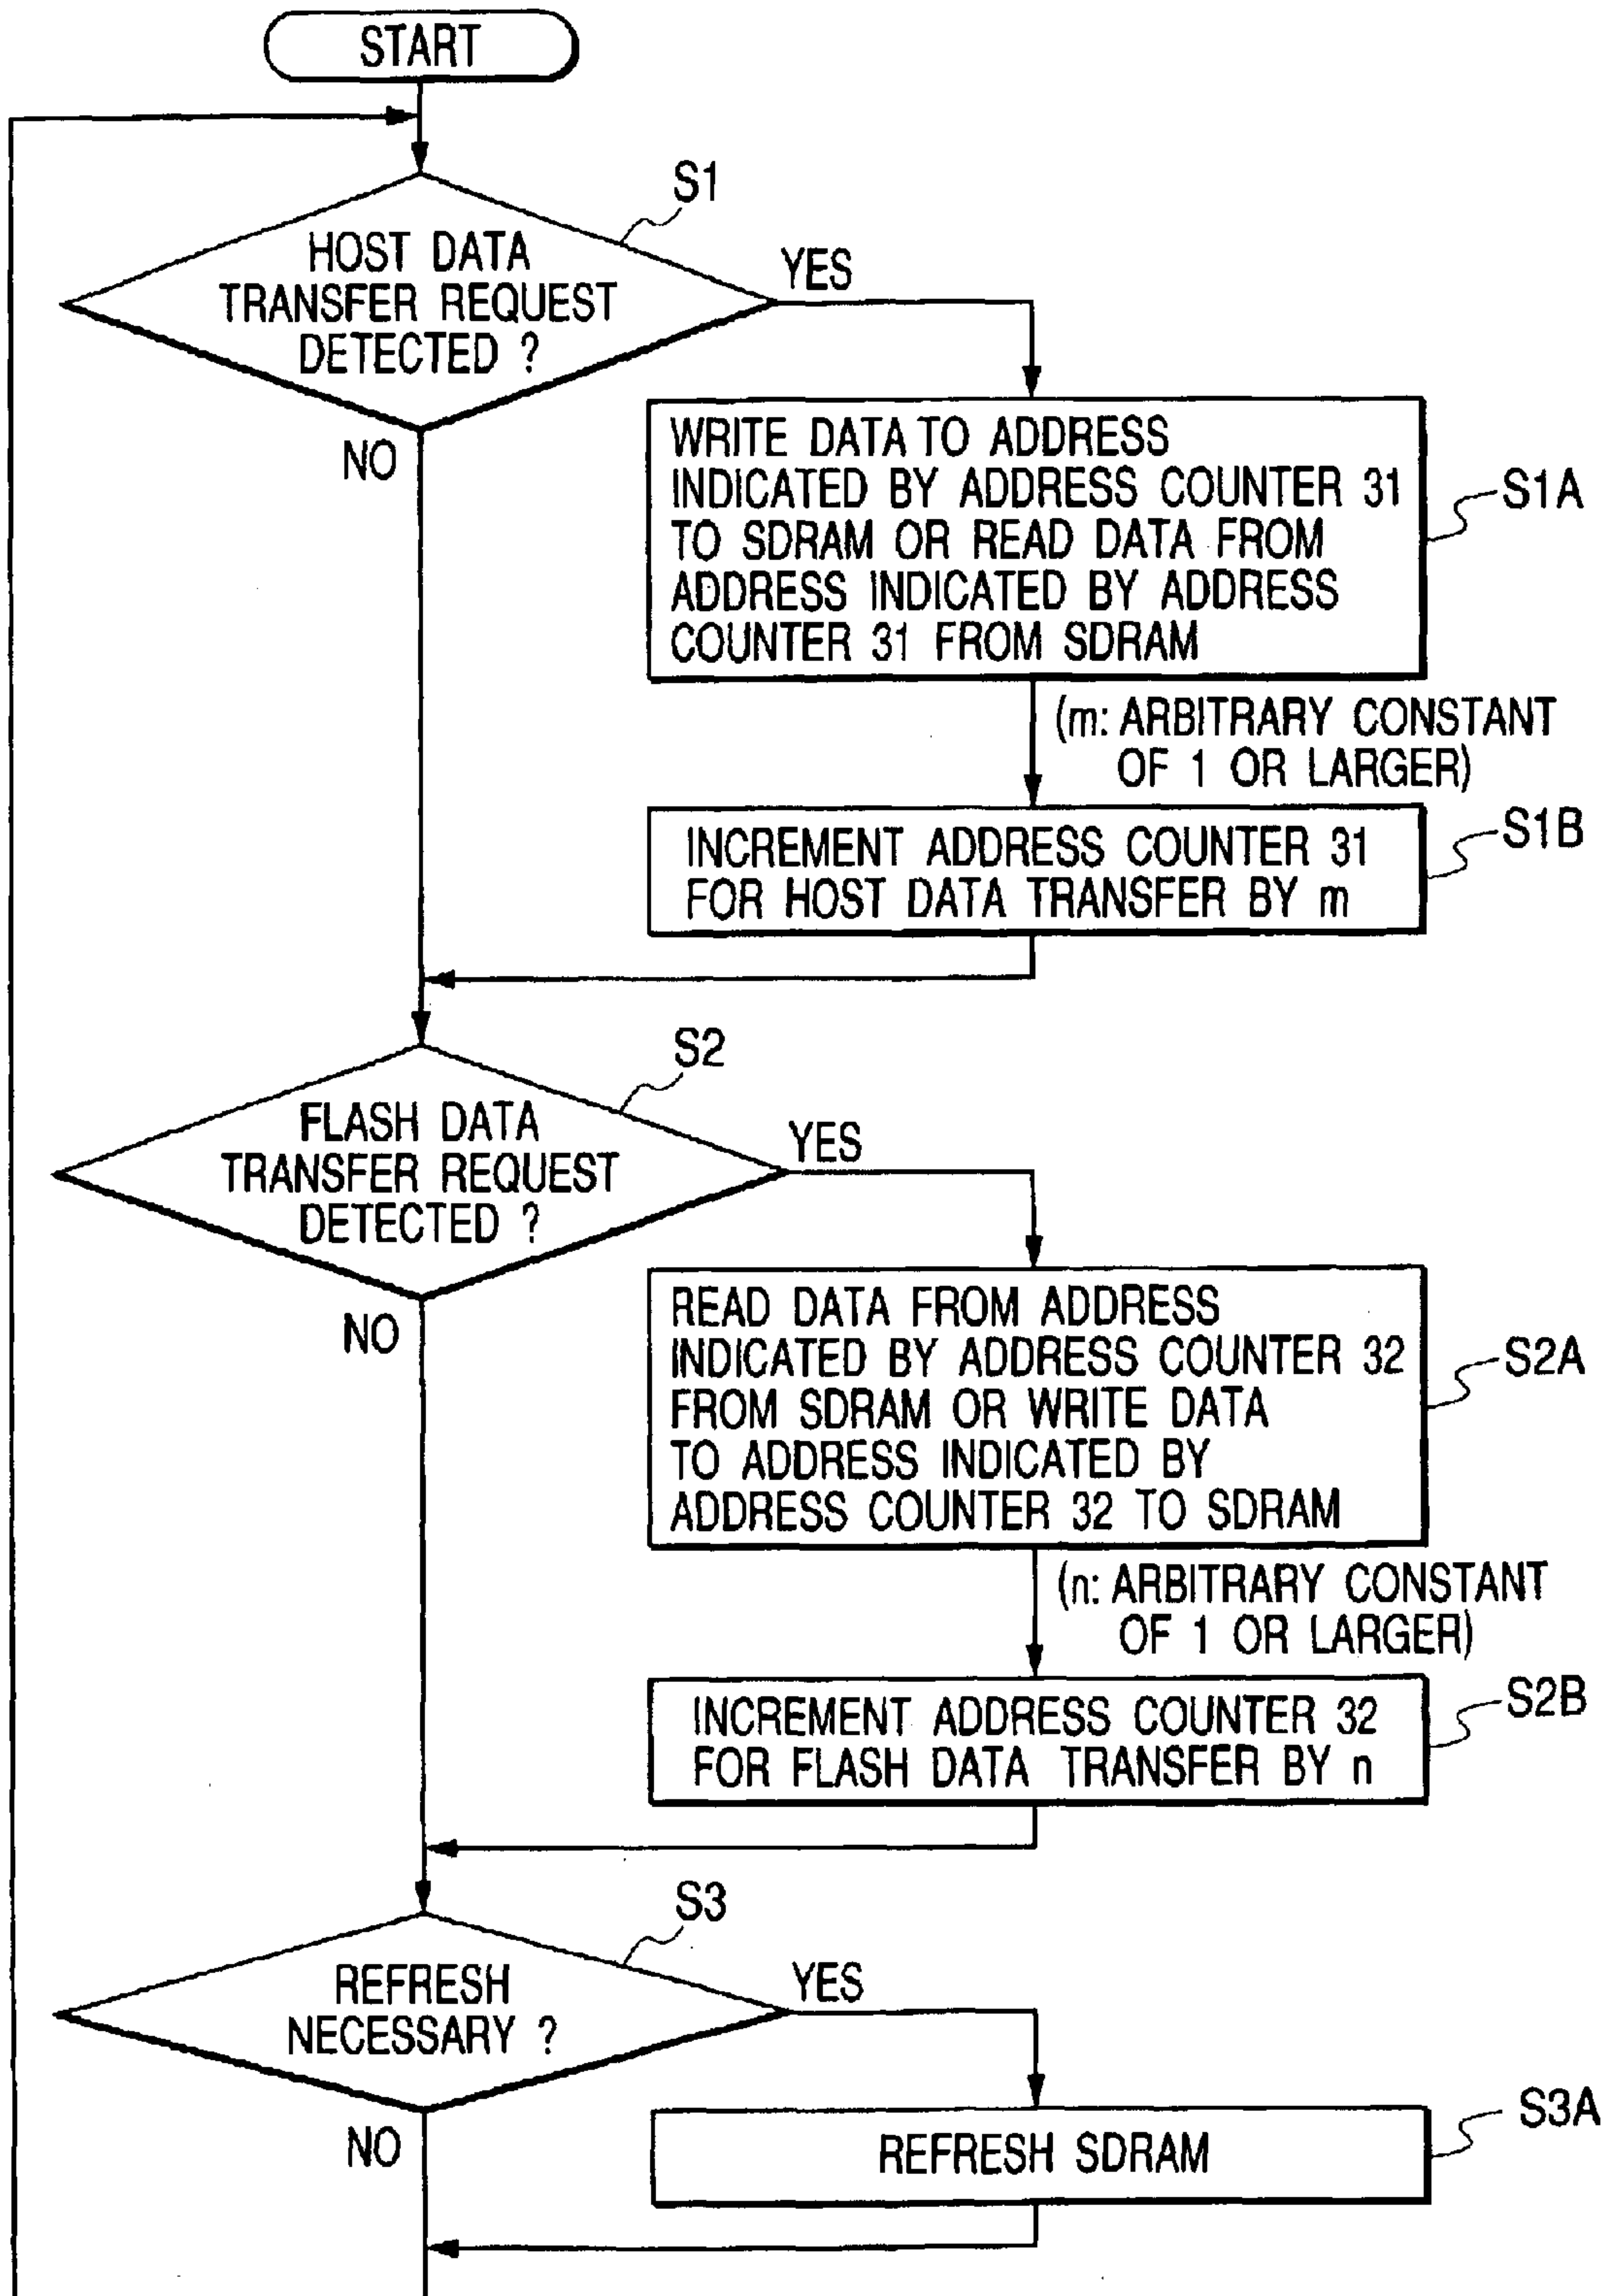 START
S1
HOST DATA
TRANSFER REQUEST
DETECTED ?
YES
NO
WRITE DATA TO ADDRESS
INDICATED BY ADDRESS COUNTER 31
TO SDRAM OR READ DATA FROM
ADDRESS INDICATED BY ADDRESS
COUNTER 31 FROM SDRAM
S1A
(m: ARBITRARY CONSTANT
OF 1 OR LARGER)
INCREMENT ADDRESS COUNTER 31
FOR HOST DATA TRANSFER BY m
S1B
S2
FLASH DATA
TRANSFER REQUEST
DETECTED ?
YES
NO
READ DATA FROM ADDRESS
INDICATED BY ADDRESS COUNTER 32
FROM SDRAM OR WRITE DATA
TO ADDRESS INDICATED BY
ADDRESS COUNTER 32 TO SDRAM
S2A
(n: ARBITRARY CONSTANT
OF 1 OR LARGER)
INCREMENT ADDRESS COUNTER 32
FOR FLASH DATA TRANSFER BY n
S2B
S3
REFRESH
NECESSARY ?
YES
NO
REFRESH SDRAM
S3A